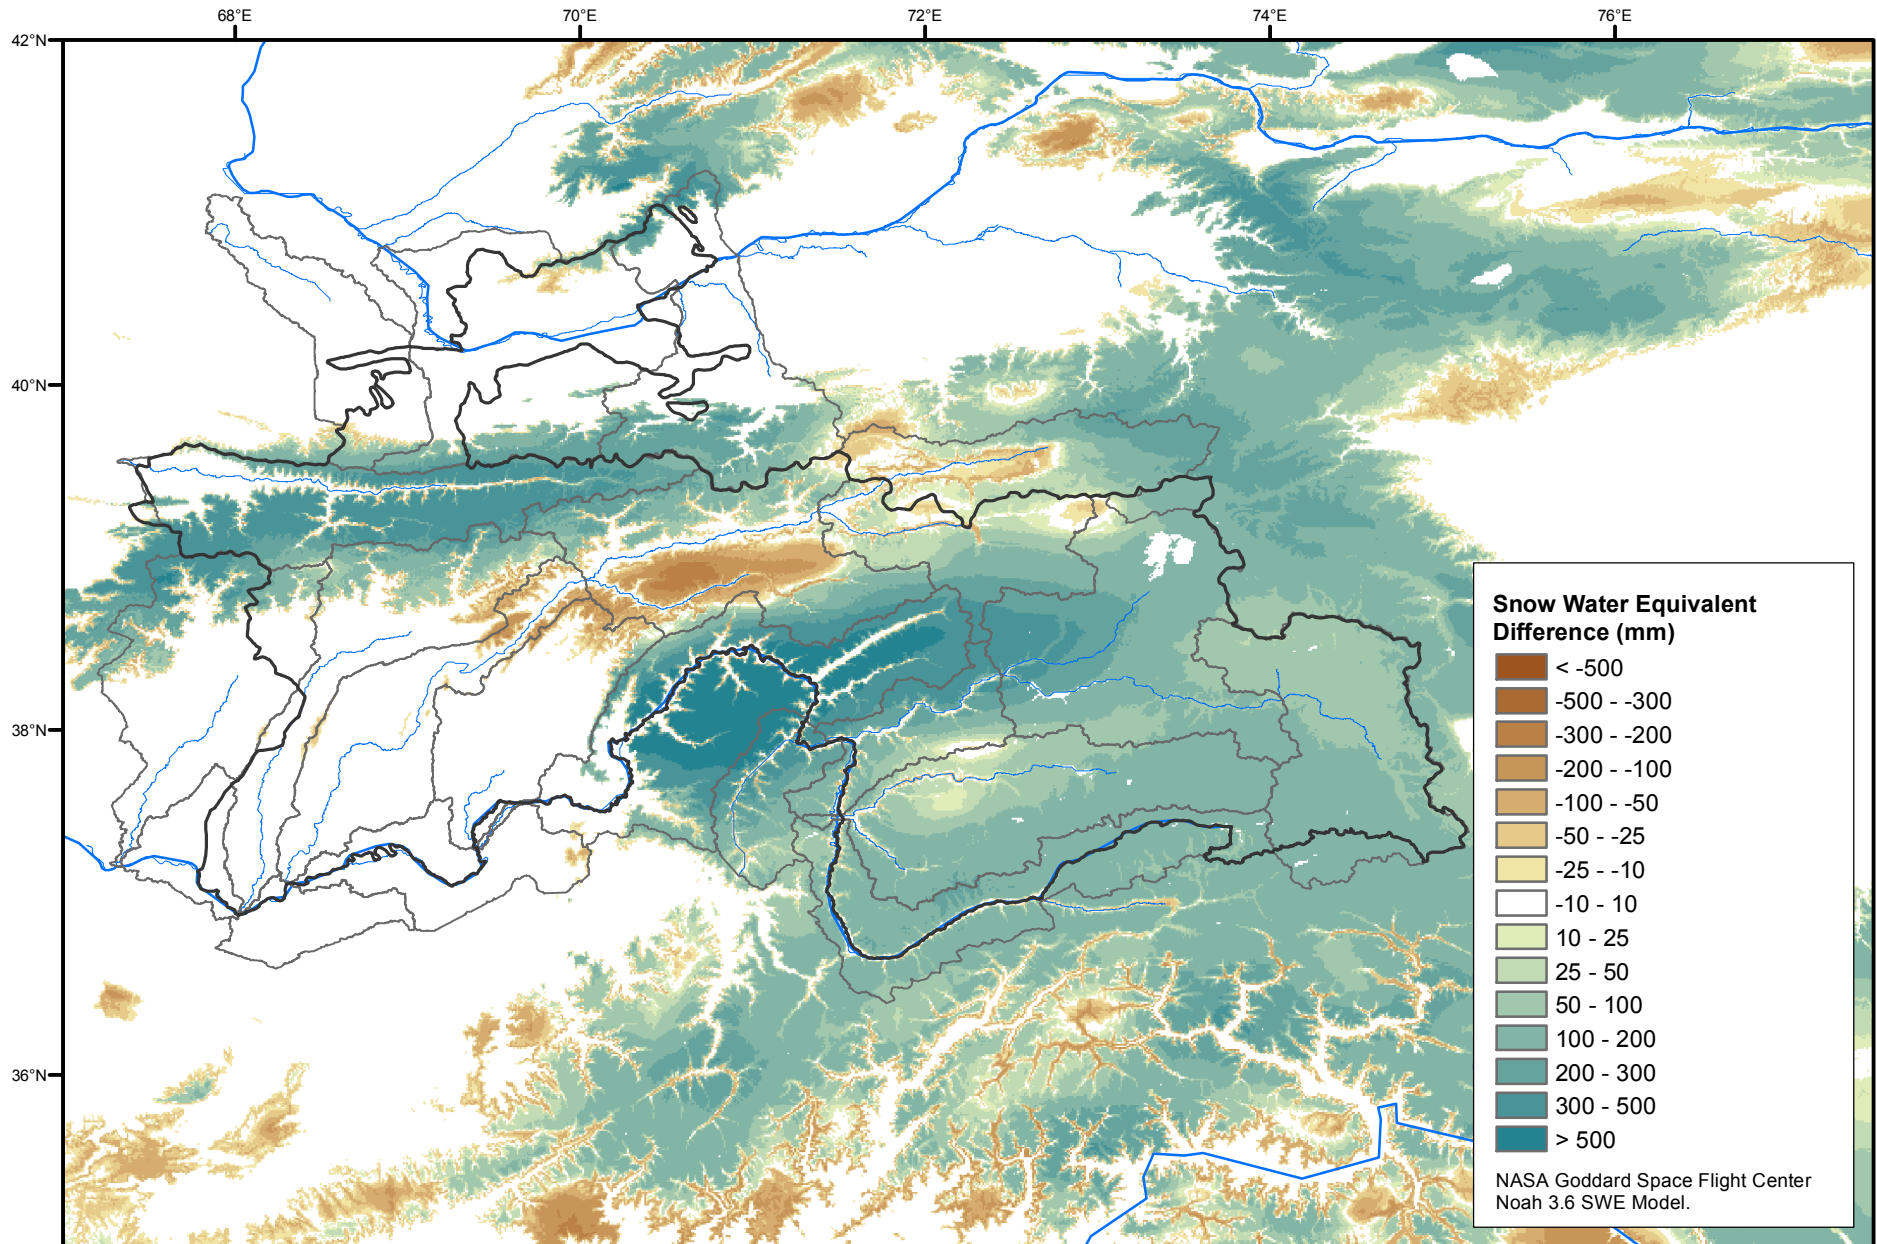 68°E 70°E 72°E 74°E 76°E
42°N
40°N
38°N
36°N
Snow Water Equivalent
Difference (mm)
< -500
-500 - -300
-300 - -200
-200 - -100
-100 - -50
-50 - -25
-25 - -10
-10 - 10
10 - 25
25 - 50
50 - 100
100 - 200
200 - 300
300 - 500
> 500
NASA Goddard Space Flight Center
Noah 3.6 SWE Model.